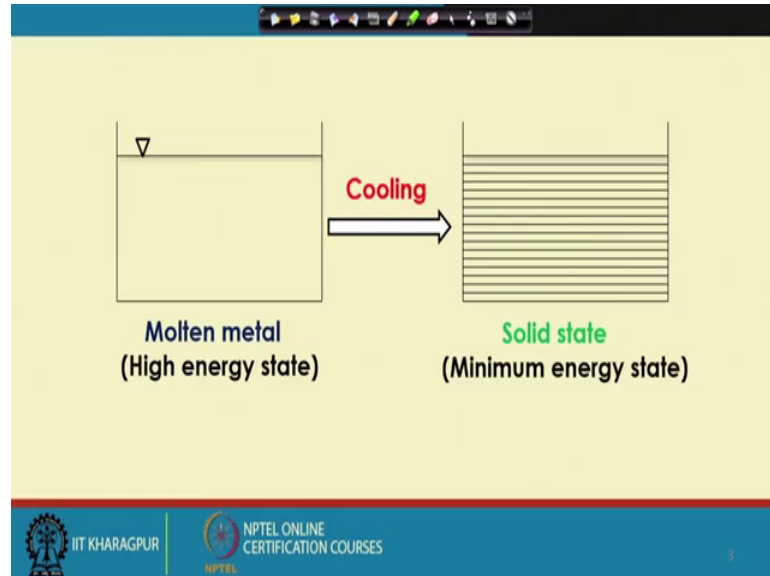 Cooling
Molten metal
(High energy state)
Solid state
(Minimum energy state)
IIT KHARAGPUR
NPTEL
NPTEL ONLINE
CERTIFICATION COURSES
3